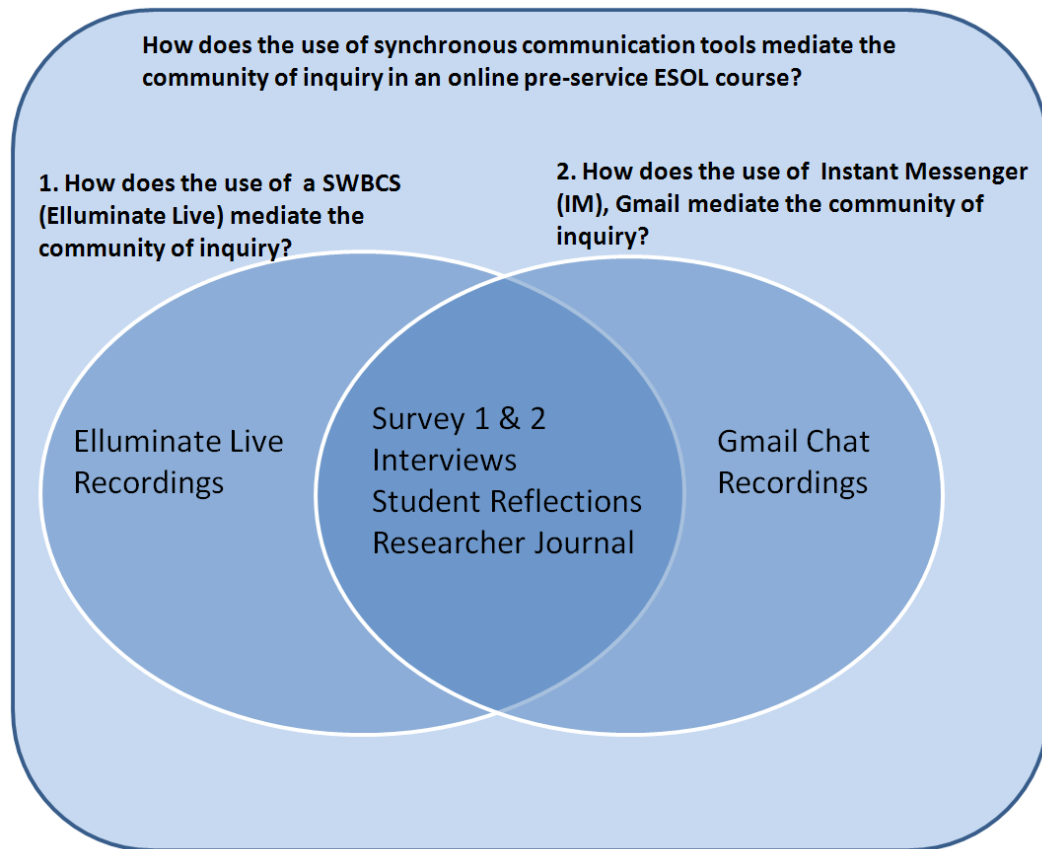 How does the use of synchronous communication tools mediate the
community of inquiry in an online pre-service ESOL course?
1. How does the use of a SWBCS
(Elluminate Live) mediate the
community of inquiry?
2. How does the use of Instant Messenger
(IM), Gmail mediate the community of
inquiry?
Elluminate Live
Recordings
Survey 1 & 2
Interviews
Student Reflections
Researcher Journal
Gmail Chat
Recordings